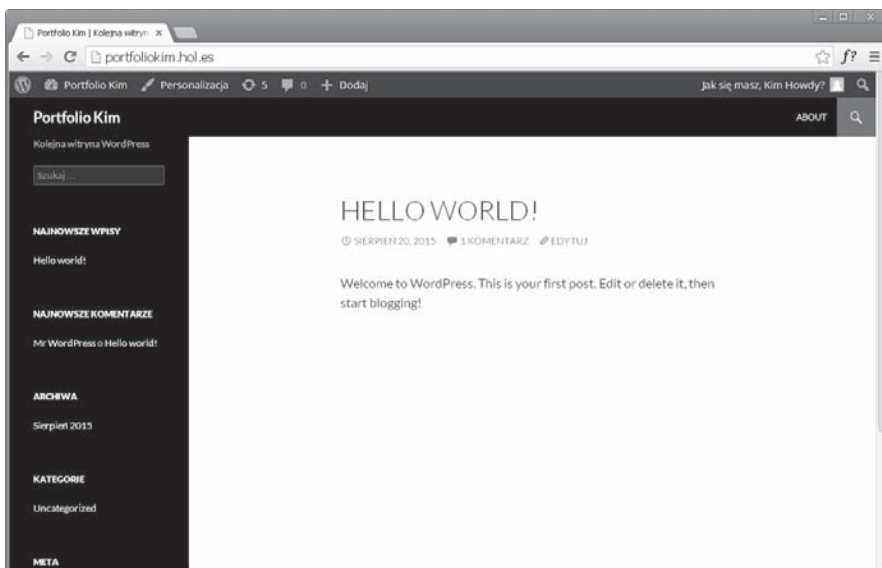 Portfolio Kim | Kolejna witryn
portfoliokim.hol.es
Portfolio Kim Personalizacja 5 0 + Dodaj Jak się masz, Kim Howdy?
Portfolio Kim ABOUT
Kolejna witryna WordPress
Szukaj …
HELLO WORLD!
SIERPIEŃ 20, 2015 1 KOMENTARZ EDYTUJ
Welcome to WordPress. This is your first post. Edit or delete it, then
start blogging!
NAJNOWSZE WPISY
Hello world!
NAJNOWSZE KOMENTARZE
Mr WordPress o Hello world!
ARCHIWA
Sierpień 2015
KATEGORIE
Uncategorized
META